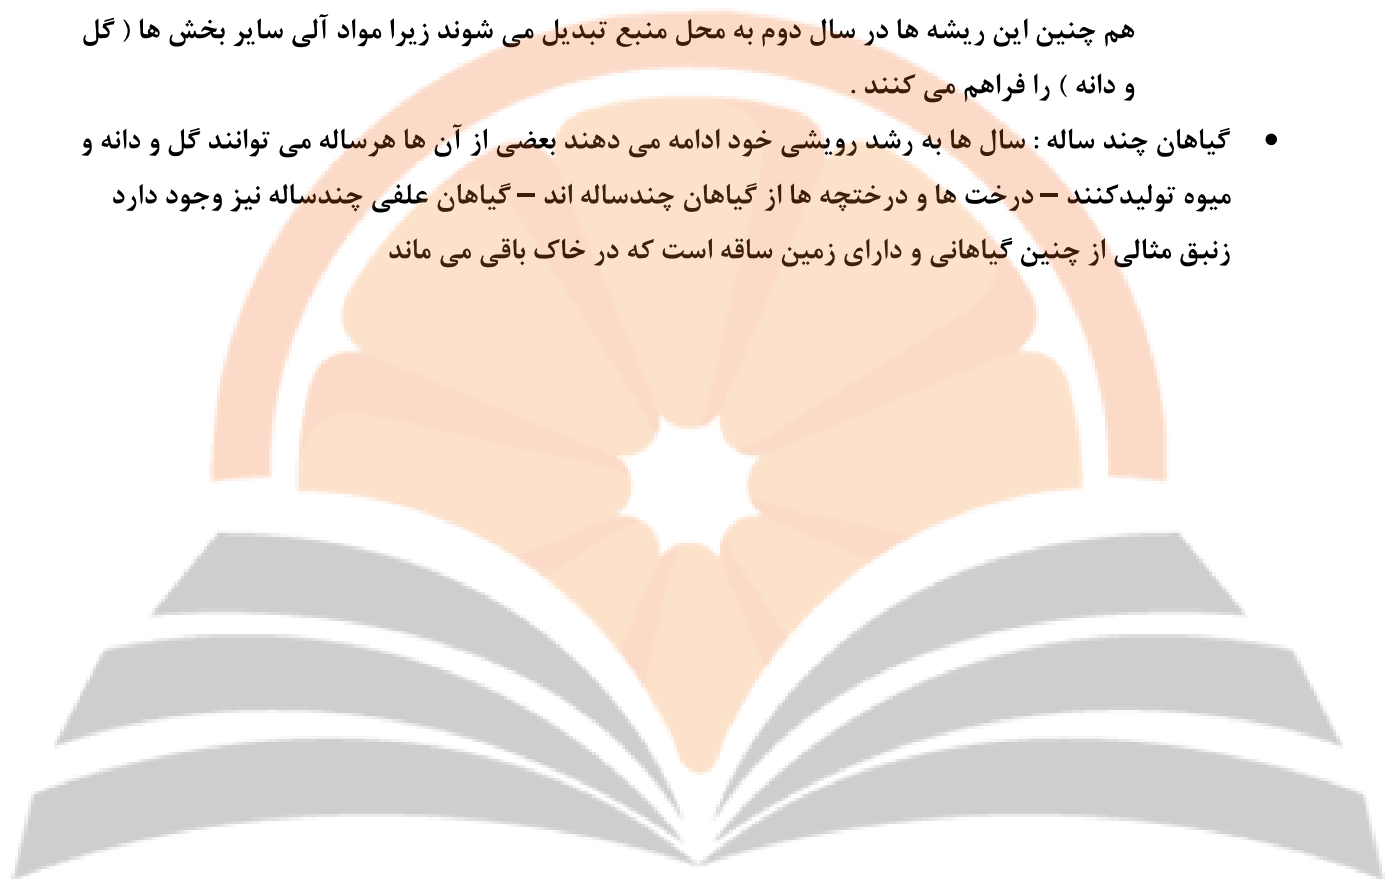 هم چنین این ریشه ها در سال دوم به محل منبع تبدیل می شوند زیرا مواد آلی سایر بخش ها ( گل
و دانه ) را فراهم می کنند .
• گیاهان چند ساله : سال ها به رشد رویشی خود ادامه می دهند بعضی از آن ها هرساله می توانند گل و دانه و
میوه تولیدکنند – درخت ها و درختچه ها از گیاهان چندساله اند – گیاهان علفی چندساله نیز وجود دارد
زنبق مثالی از چنین گیاهانی و دارای زمین ساقه است که در خاک باقی می ماند